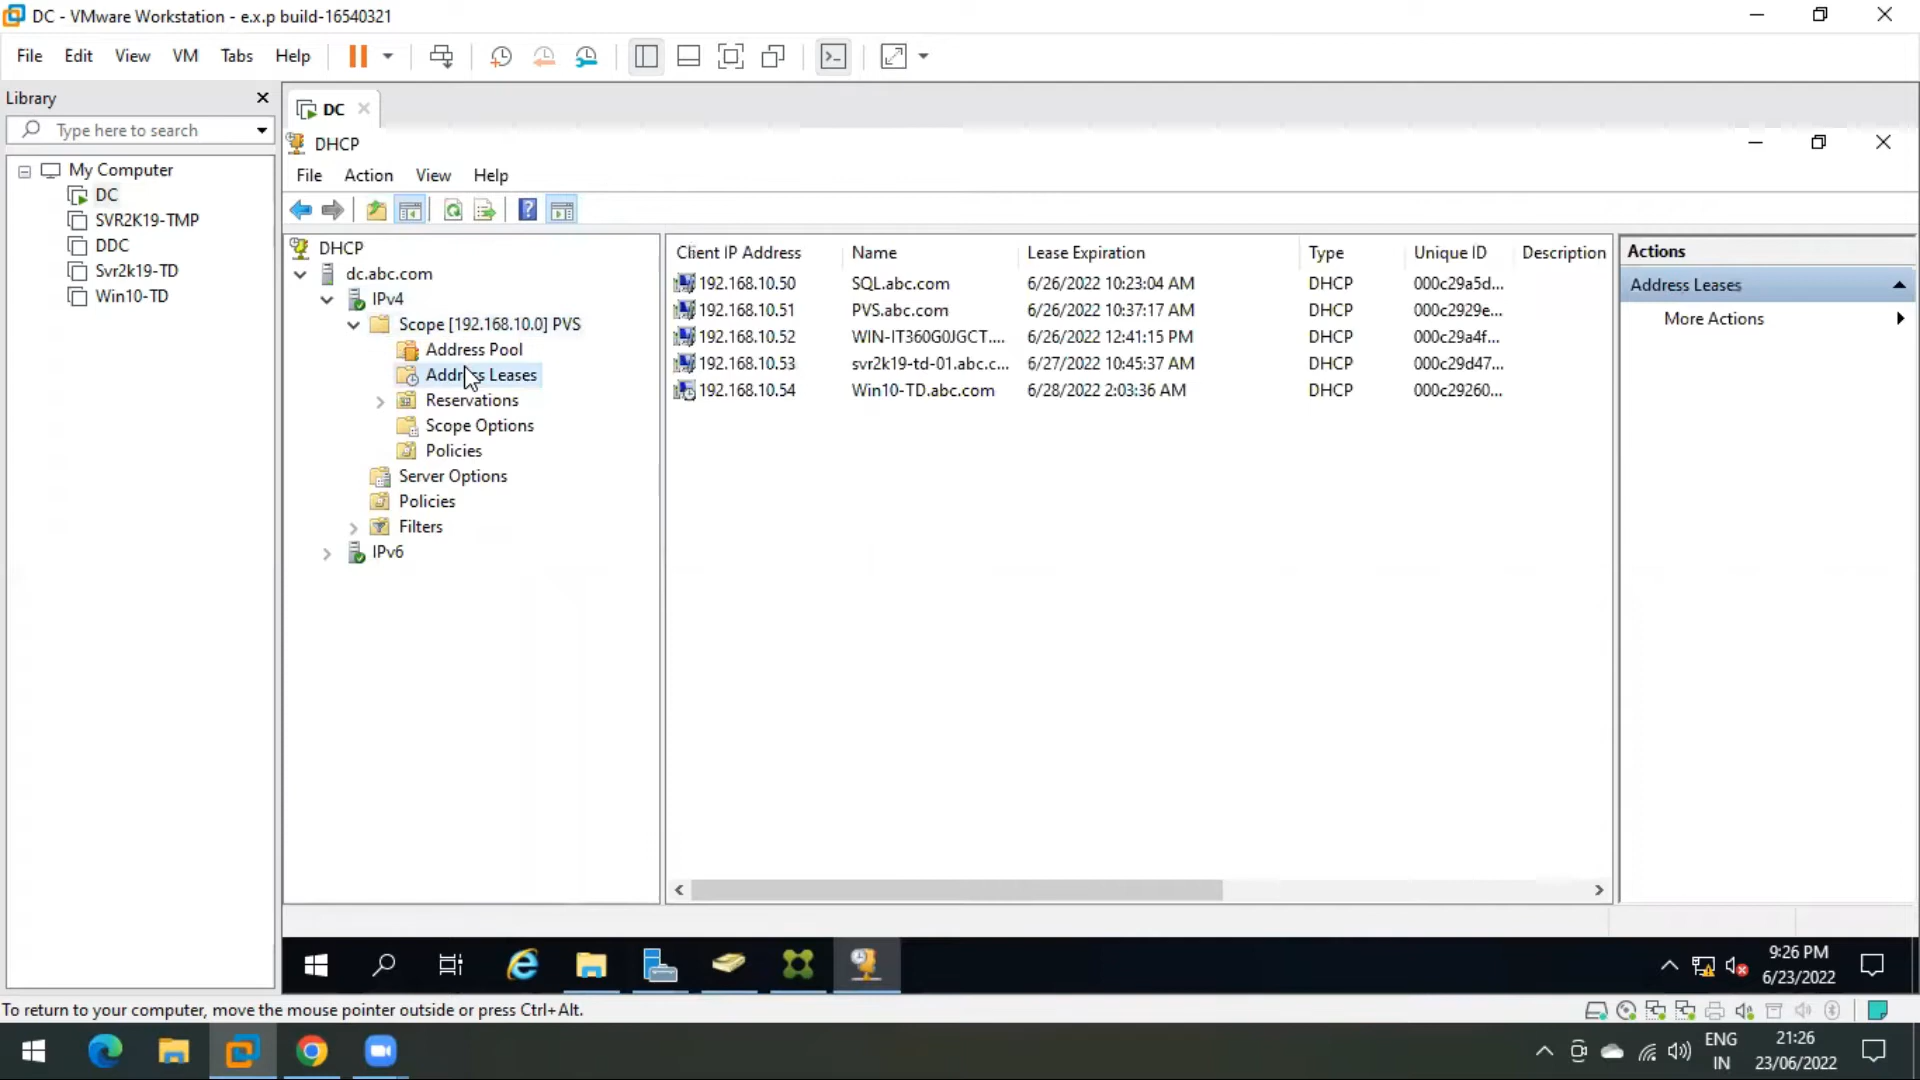 DC - VMware Workstation - e.x.p build-16540321
File Edit View VM Tabs Help
Library
Type here to search
My Computer
DC
SVR2K19-TMP
DDC
Svr2k19-TD
Win10-TD
DC
DHCP
File Action View Help
DHCP
dc.abc.com
IPv4
Scope [192.168.10.0] PVS
Address Pool
Address Leases
Reservations
Scope Options
Policies
Server Options
Policies
Filters
IPv6
Client IP Address Name Lease Expiration Type Unique ID Description
192.168.10.50 SQL.abc.com 6/26/2022 10:23:04 AM DHCP 000c29a5d...
192.168.10.51 PVS.abc.com 6/26/2022 10:37:17 AM DHCP 000c2929e...
192.168.10.52 WIN-IT360G0JGCT.... 6/26/2022 12:41:15 PM DHCP 000c29a4f...
192.168.10.53 svr2k19-td-01.abc.c... 6/27/2022 10:45:37 AM DHCP 000c29d47...
192.168.10.54 Win10-TD.abc.com 6/28/2022 2:03:36 AM DHCP 000c29260...
Actions
Address Leases
More Actions
9:26 PM
6/23/2022
To return to your computer, move the mouse pointer outside or press Ctrl+Alt.
ENG
IN
21:26
23/06/2022